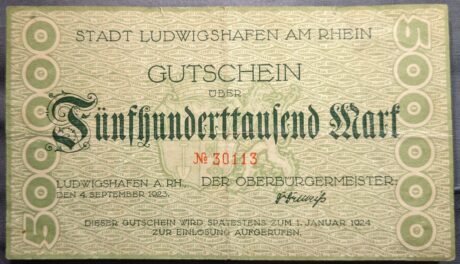 STADT LUDWIGSHAFEN AM RHEIN
GUTSCHEIN
ÜBER
Fünfhunderttausend Mark
№ 30113
LUDWIGSHAFEN A. RH., DER OBERBÜRGERMEISTER:
DEN 4. SEPTEMBER 1923.
DIESER GUTSCHEIN WIRD SPÄTESTENS ZUM 1. JANUAR 1924
ZUR EINLÖSUNG AUFGERUFEN.
500000
500000